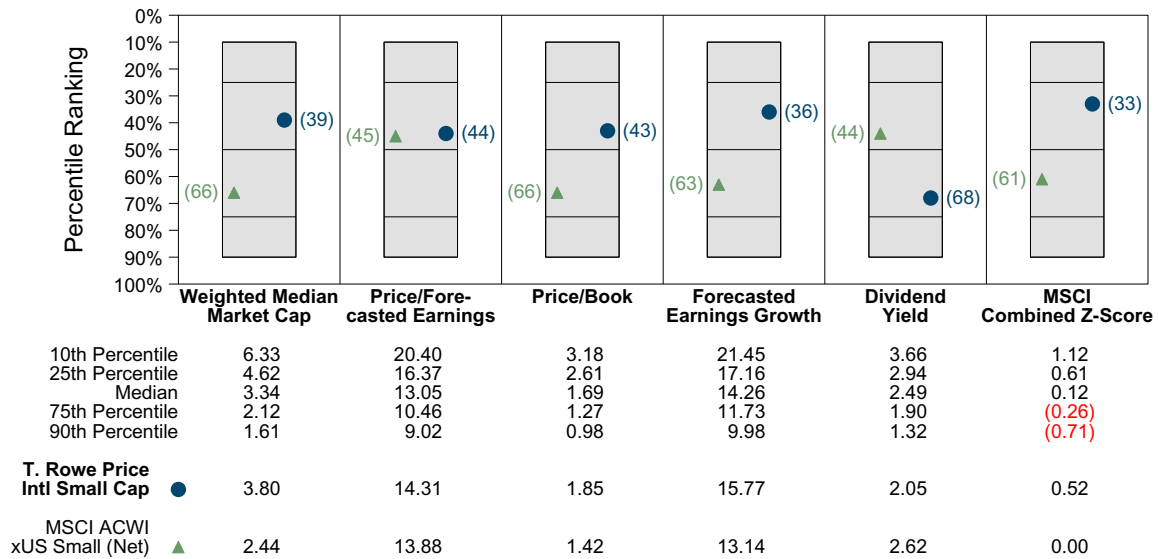 Percentile Ranking
0%
10%
20%
30%
40%
50%
60%
70%
80%
90%
100%
(66) (39)
(45) (44)
(66) (43)
(63) (36)
(44) (68)
(61) (33)
Weighted Median
Market Cap
Price/Fore-
casted Earnings
Price/Book
Forecasted
Earnings Growth
Dividend
Yield
MSCI
Combined Z-Score
10th Percentile 6.33 20.40 3.18 21.45 3.66 1.12
25th Percentile 4.62 16.37 2.61 17.16 2.94 0.61
Median 3.34 13.05 1.69 14.26 2.49 0.12
75th Percentile 2.12 10.46 1.27 11.73 1.90 (0.26)
90th Percentile 1.61 9.02 0.98 9.98 1.32 (0.71)
T. Rowe Price
Intl Small Cap 3.80 14.31 1.85 15.77 2.05 0.52
MSCI ACWI
xUS Small (Net) 2.44 13.88 1.42 13.14 2.62 0.00